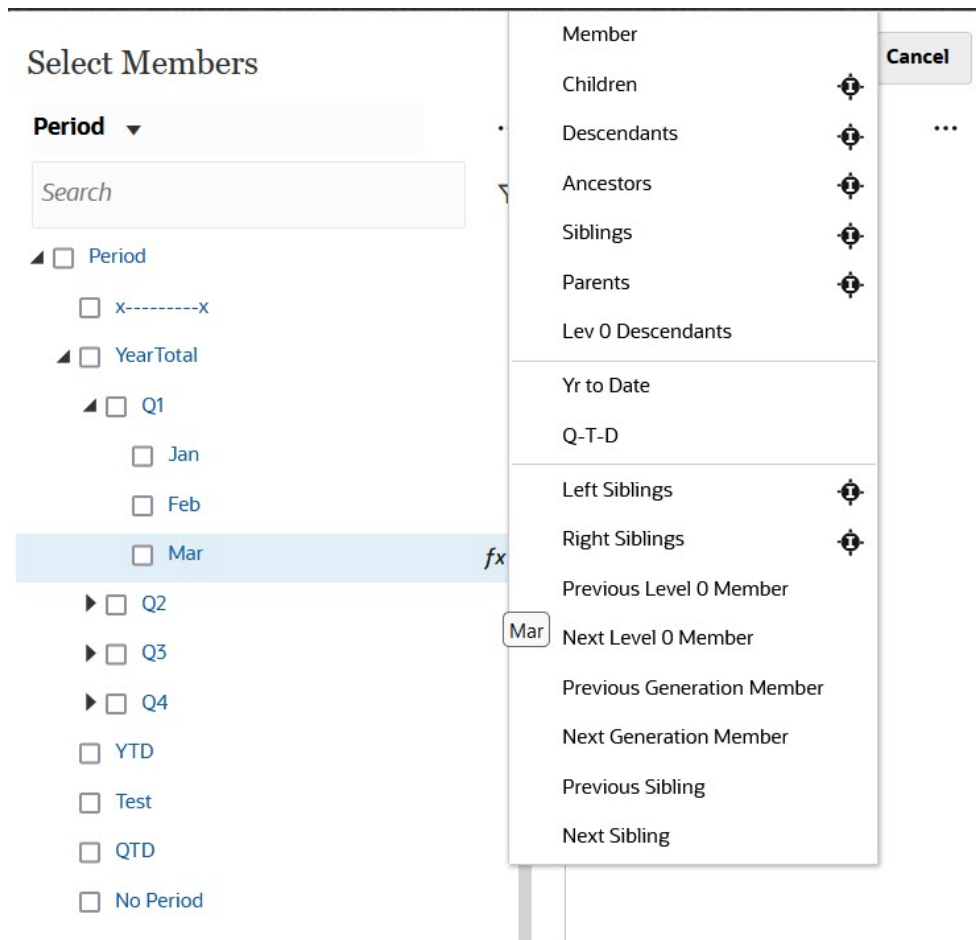 Select Members
Cancel
Period
Search
Period
x---------x
YearTotal
Q1
Jan
Feb
Mar
fx
Q2
Q3
Q4
YTD
Test
QTD
No Period
Member
Children
Descendants
Ancestors
Siblings
Parents
Lev 0 Descendants
Yr to Date
Q-T-D
Left Siblings
Right Siblings
Previous Level 0 Member
Mar
Next Level 0 Member
Previous Generation Member
Next Generation Member
Previous Sibling
Next Sibling